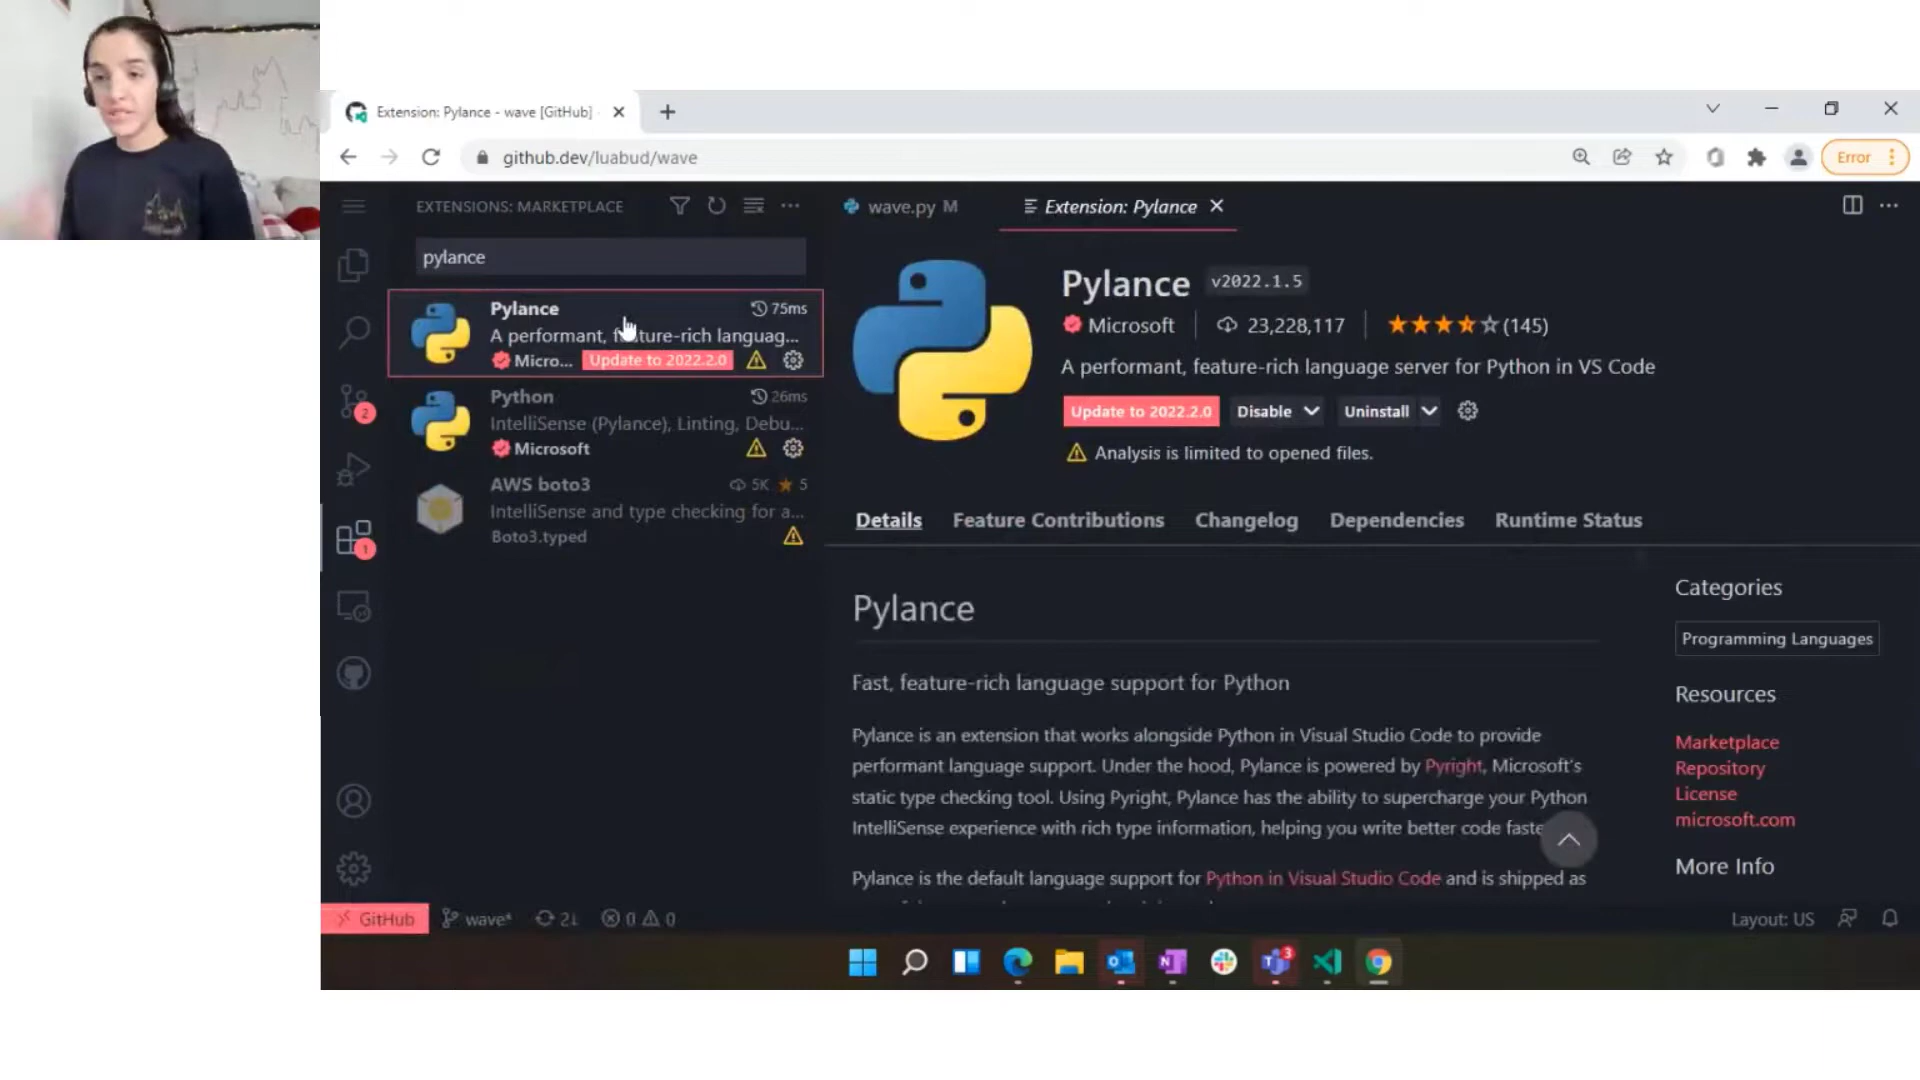 Extension: Pylance - wave [GitHub]
github.dev/luabud/wave
Error
EXTENSIONS: MARKETPLACE
pylance
Pylance
75ms
A performant, feature-rich languag...
Micro...
Update to 2022.2.0
Python
26ms
IntelliSense (Pylance), Linting, Debu...
Microsoft
AWS boto3
5K
5
IntelliSense and type checking for a...
Boto3.typed
2
1
wave.py M
Extension: Pylance
Pylance
v2022.1.5
Microsoft
23,228,117
(145)
A performant, feature-rich language server for Python in VS Code
Update to 2022.2.0
Disable
Uninstall
Analysis is limited to opened files.
Details
Feature Contributions
Changelog
Dependencies
Runtime Status
Pylance
Fast, feature-rich language support for Python
Pylance is an extension that works alongside Python in Visual Studio Code to provide
performant language support. Under the hood, Pylance is powered by Pyright, Microsoft's
static type checking tool. Using Pyright, Pylance has the ability to supercharge your Python
IntelliSense experience with rich type information, helping you write better code faste
Pylance is the default language support for Python in Visual Studio Code and is shipped as
Categories
Programming Languages
Resources
Marketplace
Repository
License
microsoft.com
More Info
GitHub
wave*
2↓
0
0
Layout: US
3